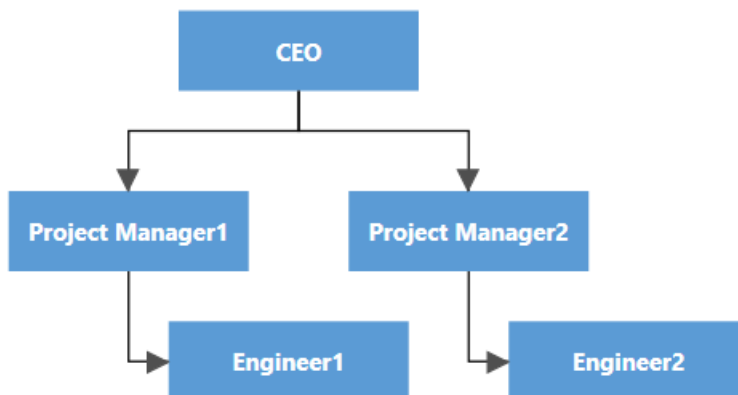 CEO
Project Manager1
Project Manager2
Engineer1
Engineer2